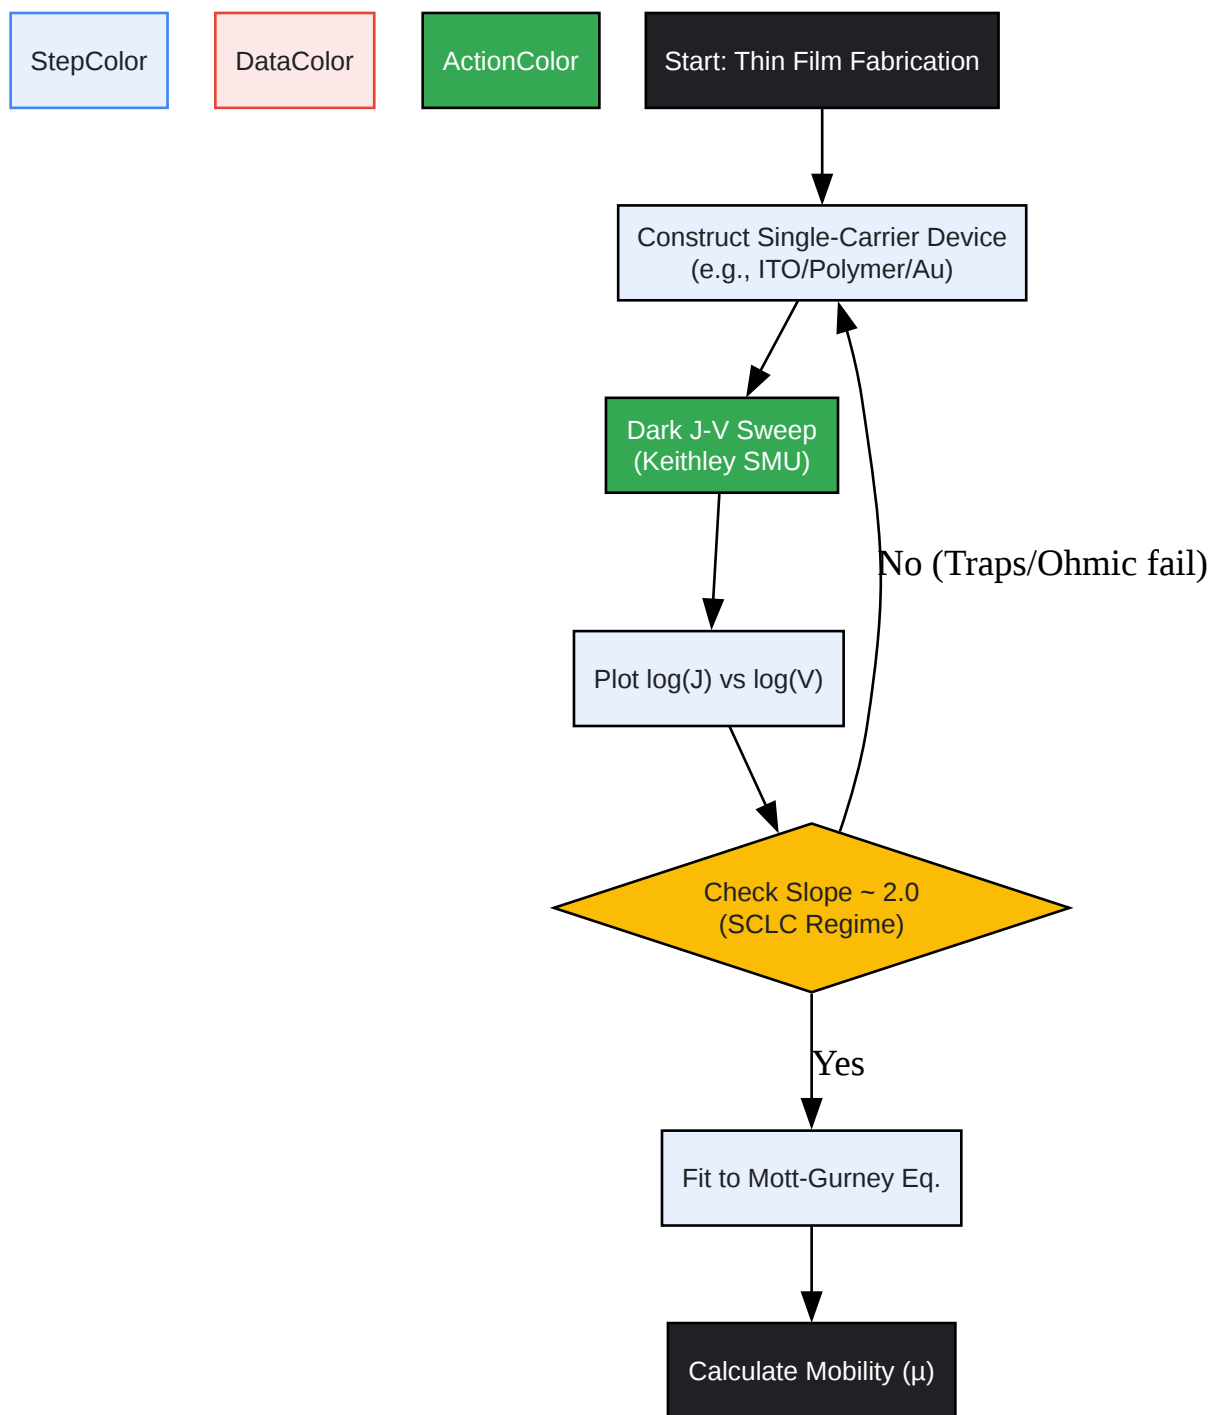 StepColor
DataColor
ActionColor
Start: Thin Film Fabrication
Construct Single-Carrier Device
(e.g., ITO/Polymer/Au)
Dark J-V Sweep
(Keithley SMU)
No (Traps/Ohmic fail)
Plot log(J) vs log(V)
Check Slope ~ 2.0
(SCLC Regime)
Yes
Fit to Mott-Gurney Eq.
Calculate Mobility (μ)